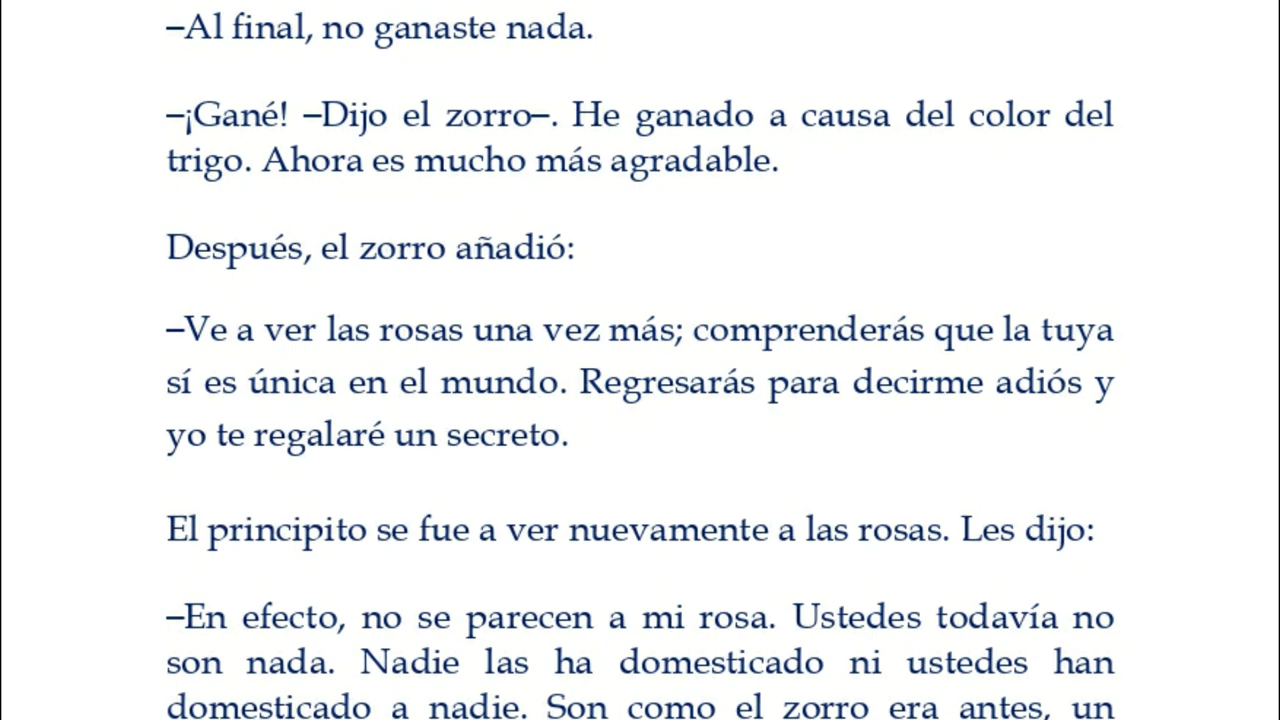 –Al final, no ganaste nada.
–¡Gané! –Dijo el zorro–. He ganado a causa del color del
trigo. Ahora es mucho más agradable.
Después, el zorro añadió:
–Ve a ver las rosas una vez más; comprenderás que la tuya
sí es única en el mundo. Regresarás para decirme adiós y
yo te regalaré un secreto.
El principito se fue a ver nuevamente a las rosas. Les dijo:
–En efecto, no se parecen a mi rosa. Ustedes todavía no
son nada. Nadie las ha domesticado ni ustedes han
domesticado a nadie. Son como el zorro era antes, un